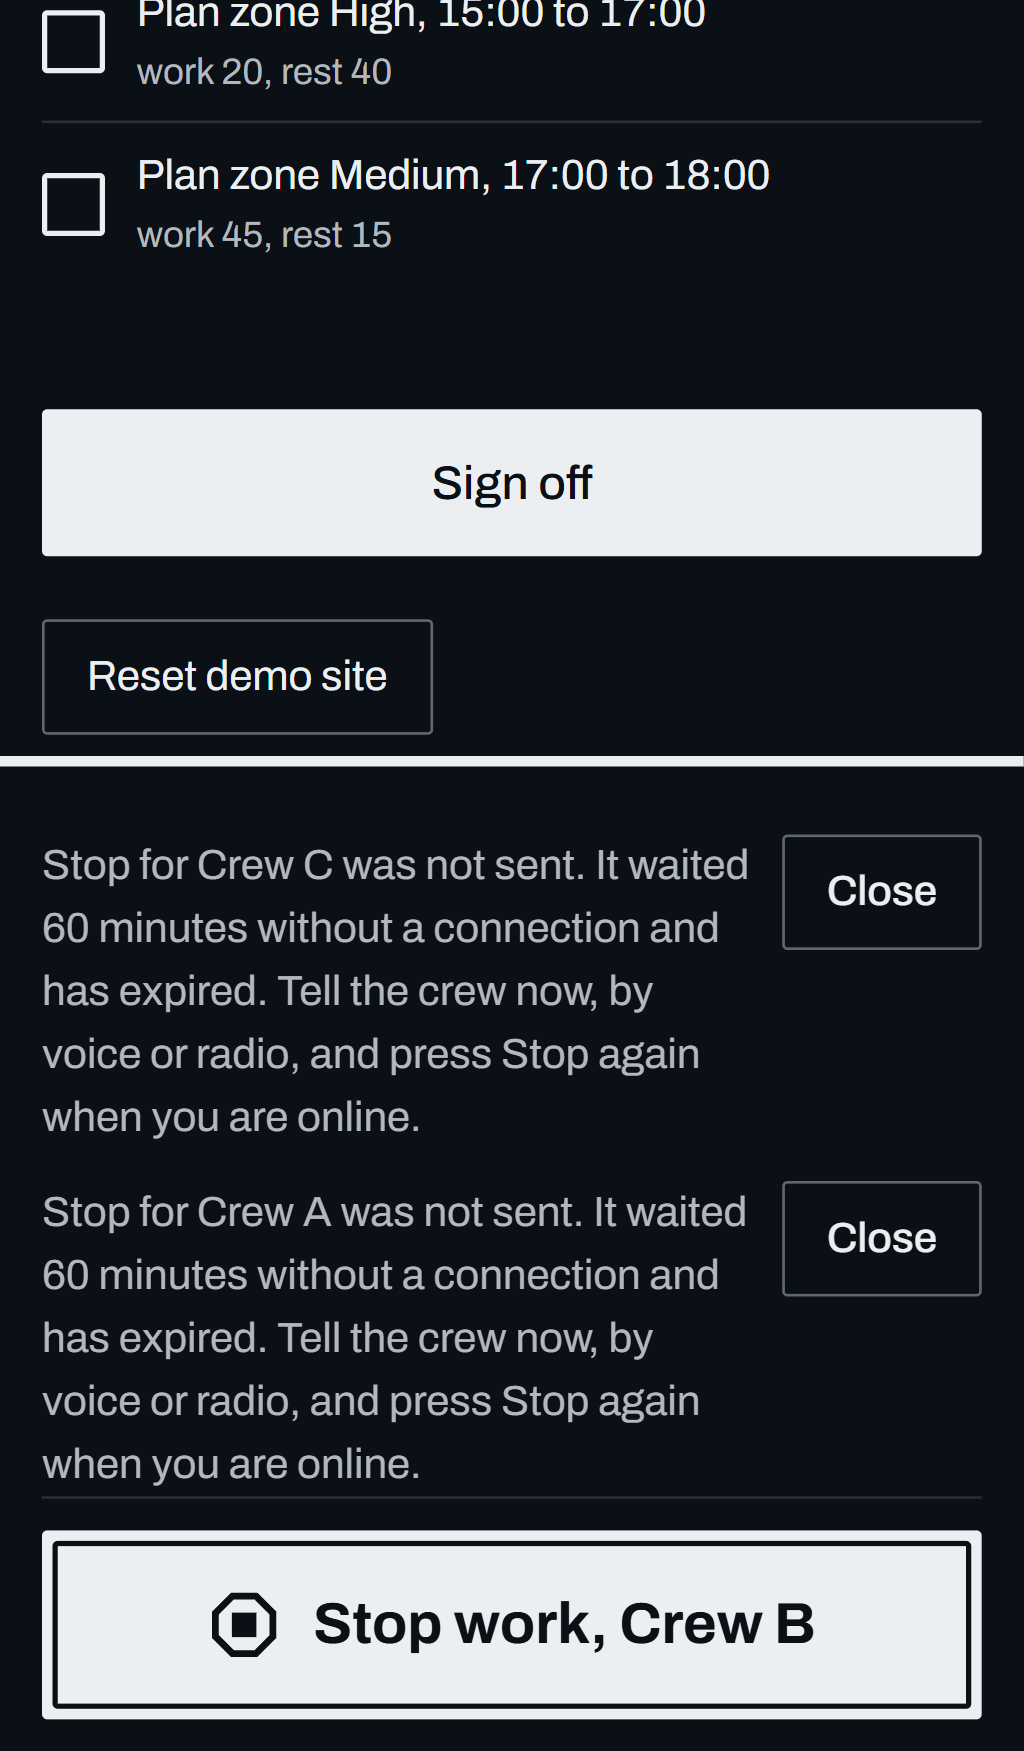 Plan zone High, 15:00 to 17:00
work 20, rest 40
Plan zone Medium, 17:00 to 18:00
work 45, rest 15
Sign off
Reset demo site
Stop for Crew C was not sent. It waited
60 minutes without a connection and
has expired. Tell the crew now, by
voice or radio, and press Stop again
when you are online.
Close
Stop for Crew A was not sent. It waited
60 minutes without a connection and
has expired. Tell the crew now, by
voice or radio, and press Stop again
when you are online.
Close
Stop work, Crew B